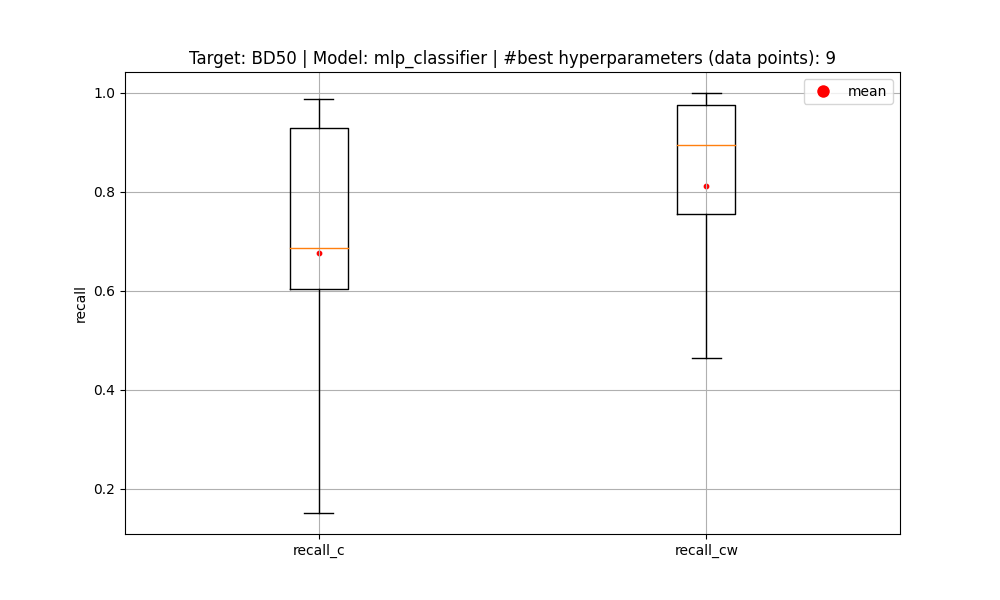 Target: BD50 | Model: mlp_classifier | #best hyperparameters (data points): 9
mean
1.0
0.8
0.6
0.4
0.2
recall
recall_c
recall_cw